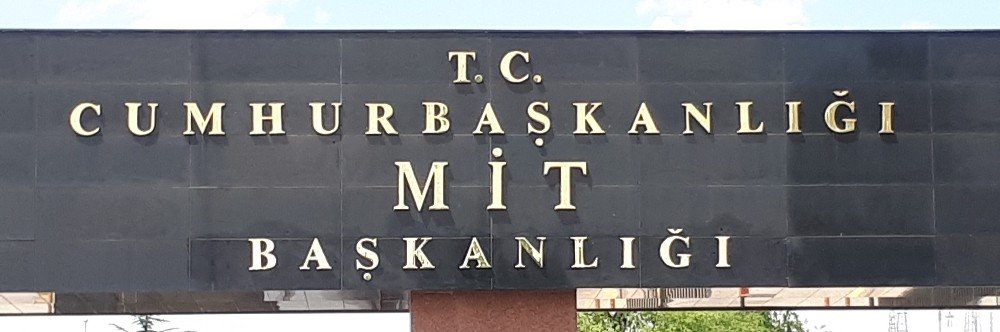 T. C.
CUMHURBAŞKANLIĞI
MİT
BAŞKANLIĞI